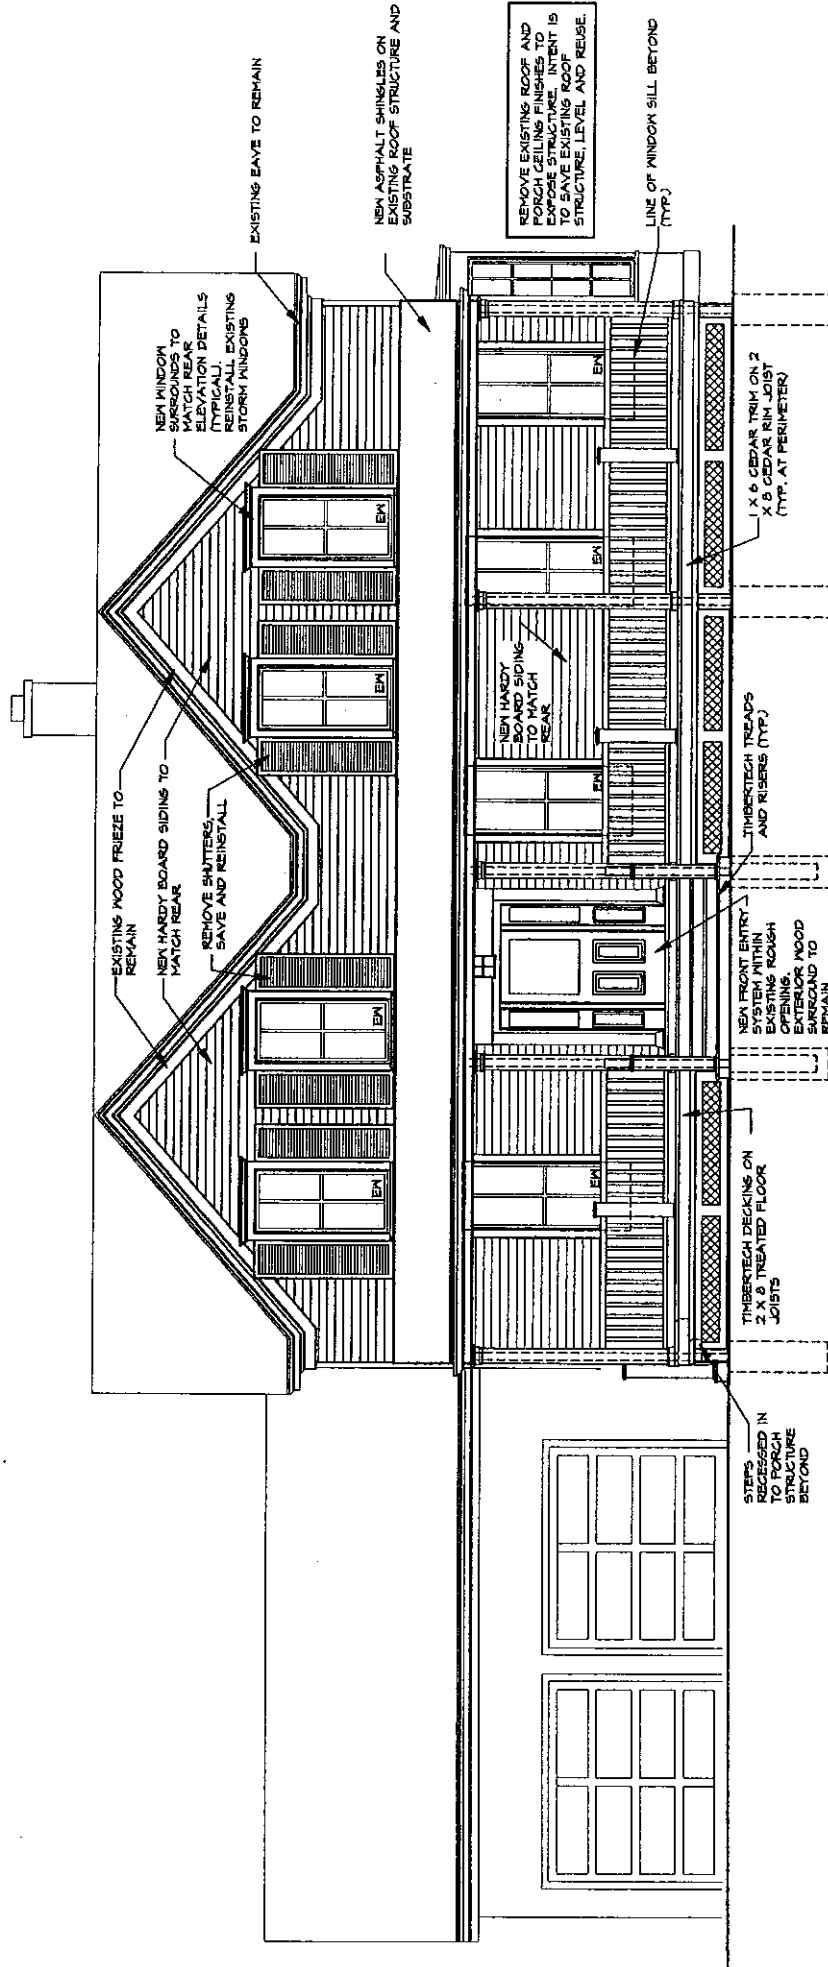 EXISTING WOOD FRIEZE TO
REMAIN
NEW HARDY BOARD SIDING TO
MATCH REAR
REMOVE SHUTTERS,
SAVE AND REINSTALL
NEW WINDOW
SURROUNDS TO
MATCH REAR
ELEVATION DETAILS
(TYPICAL).
REINSTALL EXISTING
STORM WINDOWS
EXISTING EAVE TO REMAIN
NEW ASPHALT SHINGLES ON
EXISTING ROOF STRUCTURE AND
SUBSTRATE
REMOVE EXISTING ROOF AND
PORCH CEILING FINISHES TO
EXPOSE STRUCTURE. INTENT IS
TO SAVE EXISTING ROOF
STRUCTURE, LEVEL AND REUSE.
LINE OF WINDOW SILL BEYOND
(TYP.)
NEW HARDY
BOARD SIDING
TO MATCH
REAR
STEPS
RECESSED IN
TO PORCH
STRUCTURE
BEYOND
TIMBERTECH DECKING ON
2 X 8 TREATED FLOOR
JOISTS
NEW FRONT ENTRY
SYSTEM WITHIN
EXISTING ROUGH
OPENING.
EXTERIOR WOOD
SURROUND TO
REMAIN
TIMBERTECH TREADS
AND RISERS (TYP.)
1 X 6 CEDAR TRIM ON 2
X 8 CEDAR RIM JOIST
(TYP. AT PERIMETER)